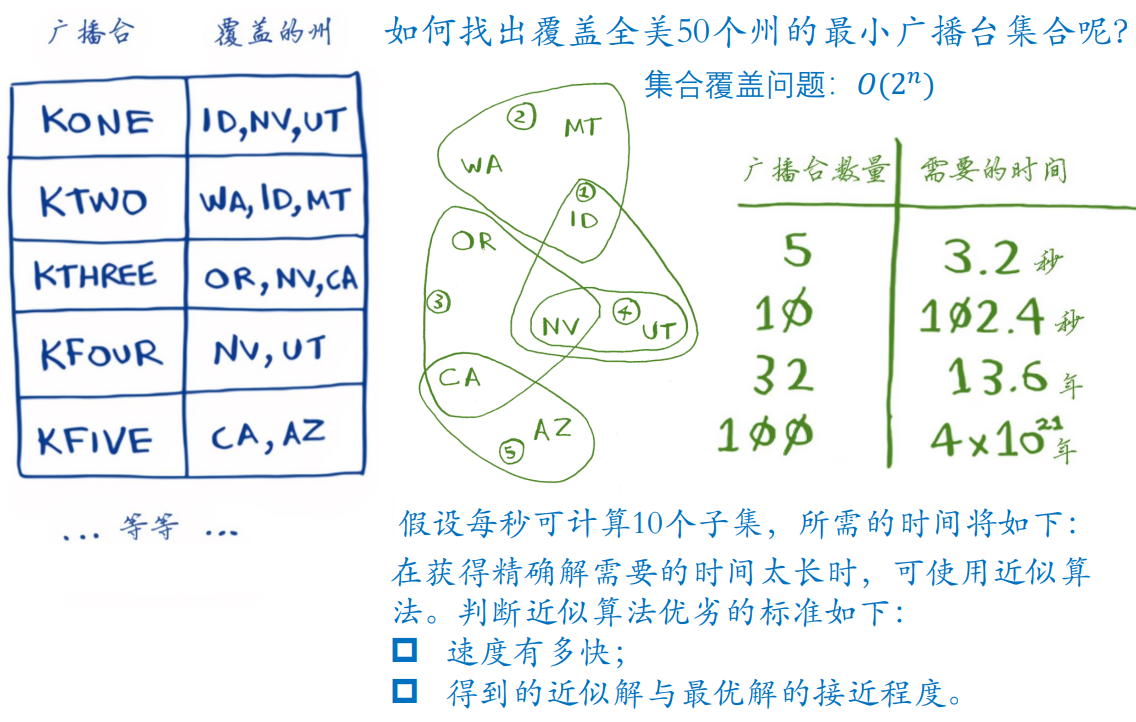 广播台 覆盖的州
KONE ID,NV,UT
KTWO WA,ID,MT
KTHREE OR,NV,CA
KFOUR NV,UT
KFIVE CA,AZ
... 等等 ...
如何找出覆盖全美50个州的最小广播台集合呢?
集合覆盖问题：O(2ⁿ)
② MT
WA
①
ID
OR
③
NV ④ UT
CA
AZ
⑤
广播台数量 需要的时间
5 3.2秒
10 102.4秒
32 13.6年
100 4x10²¹年
假设每秒可计算10个子集，所需的时间将如下：
在获得精确解需要的时间太长时，可使用近似算
法。判断近似算法优劣的标准如下：
速度有多快；
得到的近似解与最优解的接近程度。